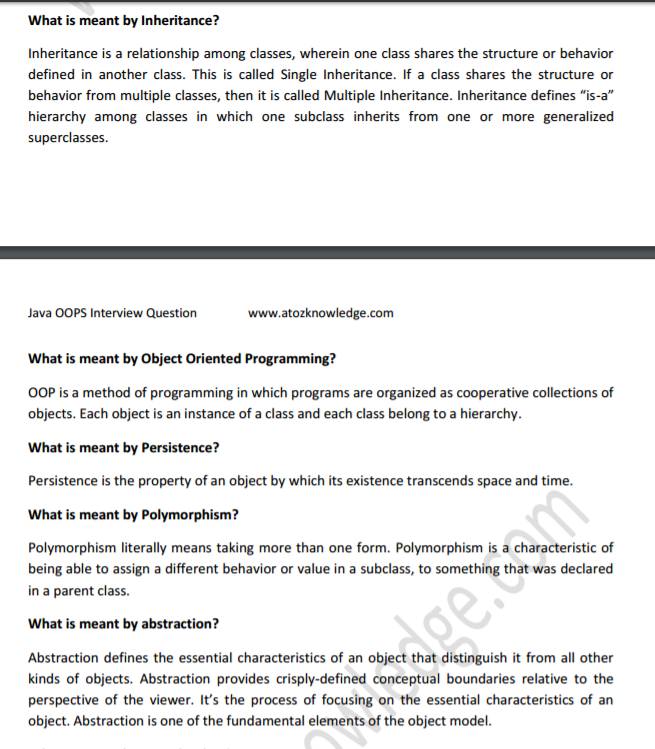 What is meant by Inheritance?
Inheritance is a relationship among classes, wherein one class shares the structure or behavior
defined in another class. This is called Single Inheritance. If a class shares the structure or
behavior from multiple classes, then it is called Multiple Inheritance. Inheritance defines “is-a”
hierarchy among classes in which one subclass inherits from one or more generalized
superclasses.
Java OOPS Interview Question www.atozknowledge.com
What is meant by Object Oriented Programming?
OOP is a method of programming in which programs are organized as cooperative collections of
objects. Each object is an instance of a class and each class belong to a hierarchy.
What is meant by Persistence?
Persistence is the property of an object by which its existence transcends space and time.
What is meant by Polymorphism?
Polymorphism literally means taking more than one form. Polymorphism is a characteristic of
being able to assign a different behavior or value in a subclass, to something that was declared
in a parent class.
What is meant by abstraction?
Abstraction defines the essential characteristics of an object that distinguish it from all other
kinds of objects. Abstraction provides crisply-defined conceptual boundaries relative to the
perspective of the viewer. It’s the process of focusing on the essential characteristics of an
object. Abstraction is one of the fundamental elements of the object model.
owledge.com